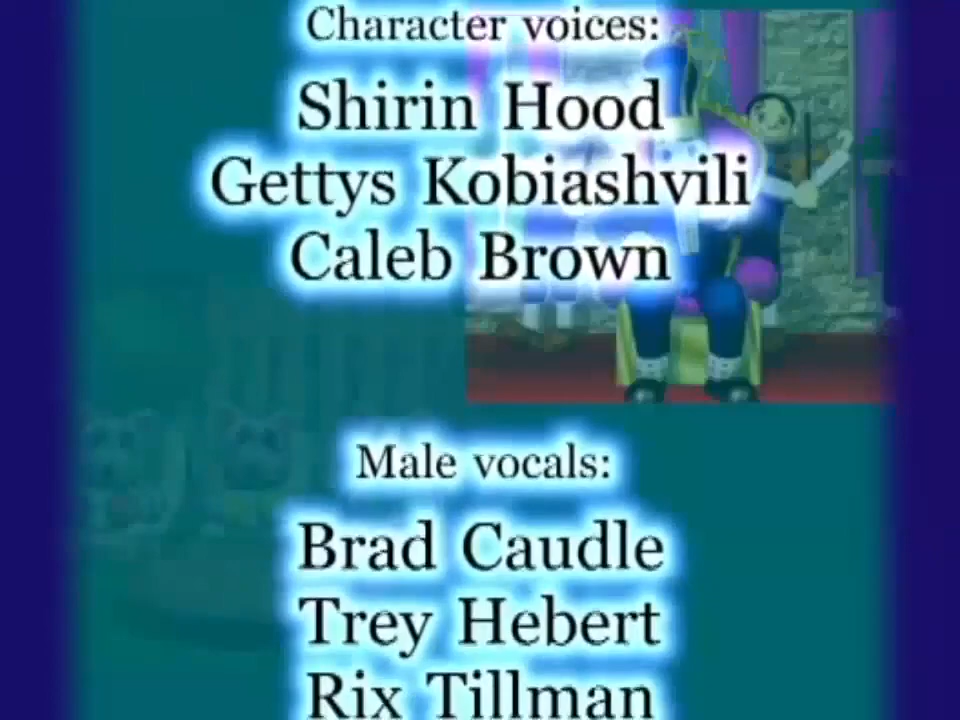 Character voices:
Shirin Hood
Gettys Kobiashvili
Caleb Brown
Male vocals:
Brad Caudle
Trey Hebert
Rix Tillman